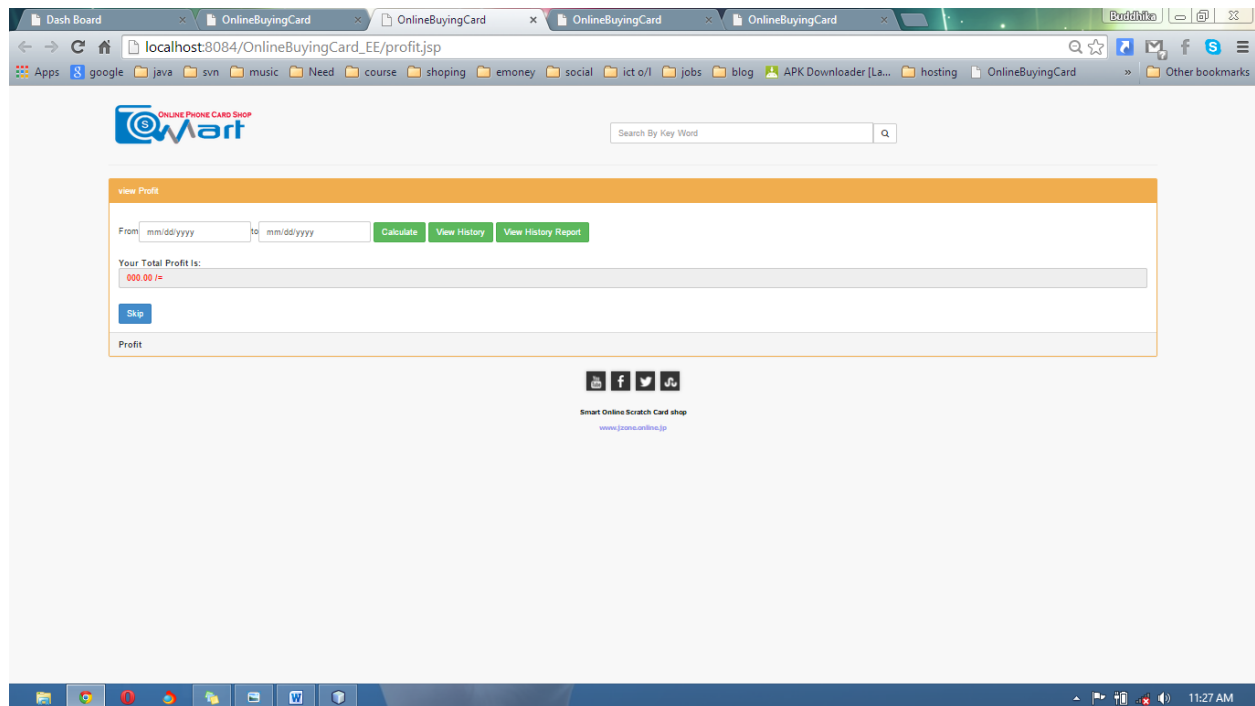 Dash Board OnlineBuyingCard OnlineBuyingCard OnlineBuyingCard OnlineBuyingCard Buddhika
localhost:8084/OnlineBuyingCard_EE/profit.jsp
Apps google java svn music Need course shoping emoney social ict o/l jobs blog APK Downloader [La... hosting OnlineBuyingCard » Other bookmarks
ONLINE PHONE CARD SHOP
S mart
Search By Key Word
view Profit
From mm/dd/yyyy to mm/dd/yyyy Calculate View History View History Report
Your Total Profit Is:
000.00 /=
Skip
Profit
You
Smart Online Scratch Card shop
www.jzone.online.jp
11:27 AM